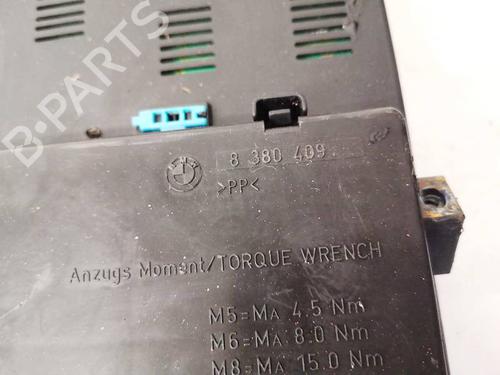 B-PARTS
BMW
8 380 409
>PP<
Anzugs Moment/TORQUE WRENCH
M5=MA 4.5 Nm
M6=MA 8.0 Nm
M8=MA 15.0 Nm